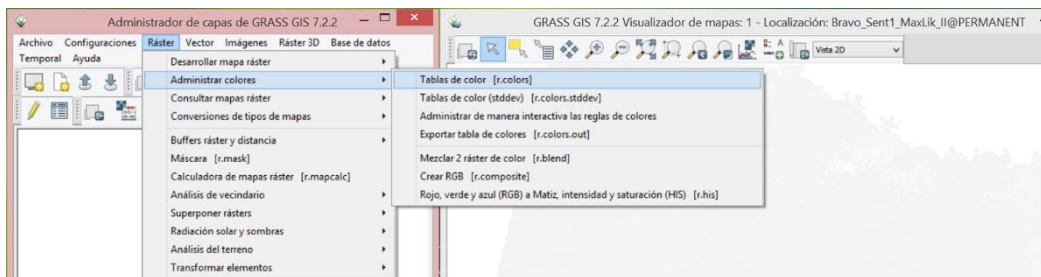 Administrador de capas de GRASS GIS 7.2.2
Archivo Configuraciones Ráster Vector Imágenes Ráster 3D Base de datos
Temporal Ayuda
Desarrollar mapa ráster
Administrar colores
Consultar mapas ráster
Conversiones de tipos de mapas
Buffers ráster y distancia
Máscara [r.mask]
Calculadora de mapas ráster [r.mapcalc]
Análisis de vecindario
Superponer rásters
Radiación solar y sombras
Análisis del terreno
Transformar elementos
Tablas de color [r.colors]
Tablas de color (stddev) [r.colors.stddev]
Administrar de manera interactiva las reglas de colores
Exportar tabla de colores [r.colors.out]
Mezclar 2 ráster de color [r.blend]
Crear RGB [r.composite]
Rojo, verde y azul (RGB) a Matiz, intensidad y saturación (HIS) [r.his]
GRASS GIS 7.2.2 Visualizador de mapas: 1 - Localización: Bravo_Sent1_MaxLik_II@PERMANENT
Vista 2D